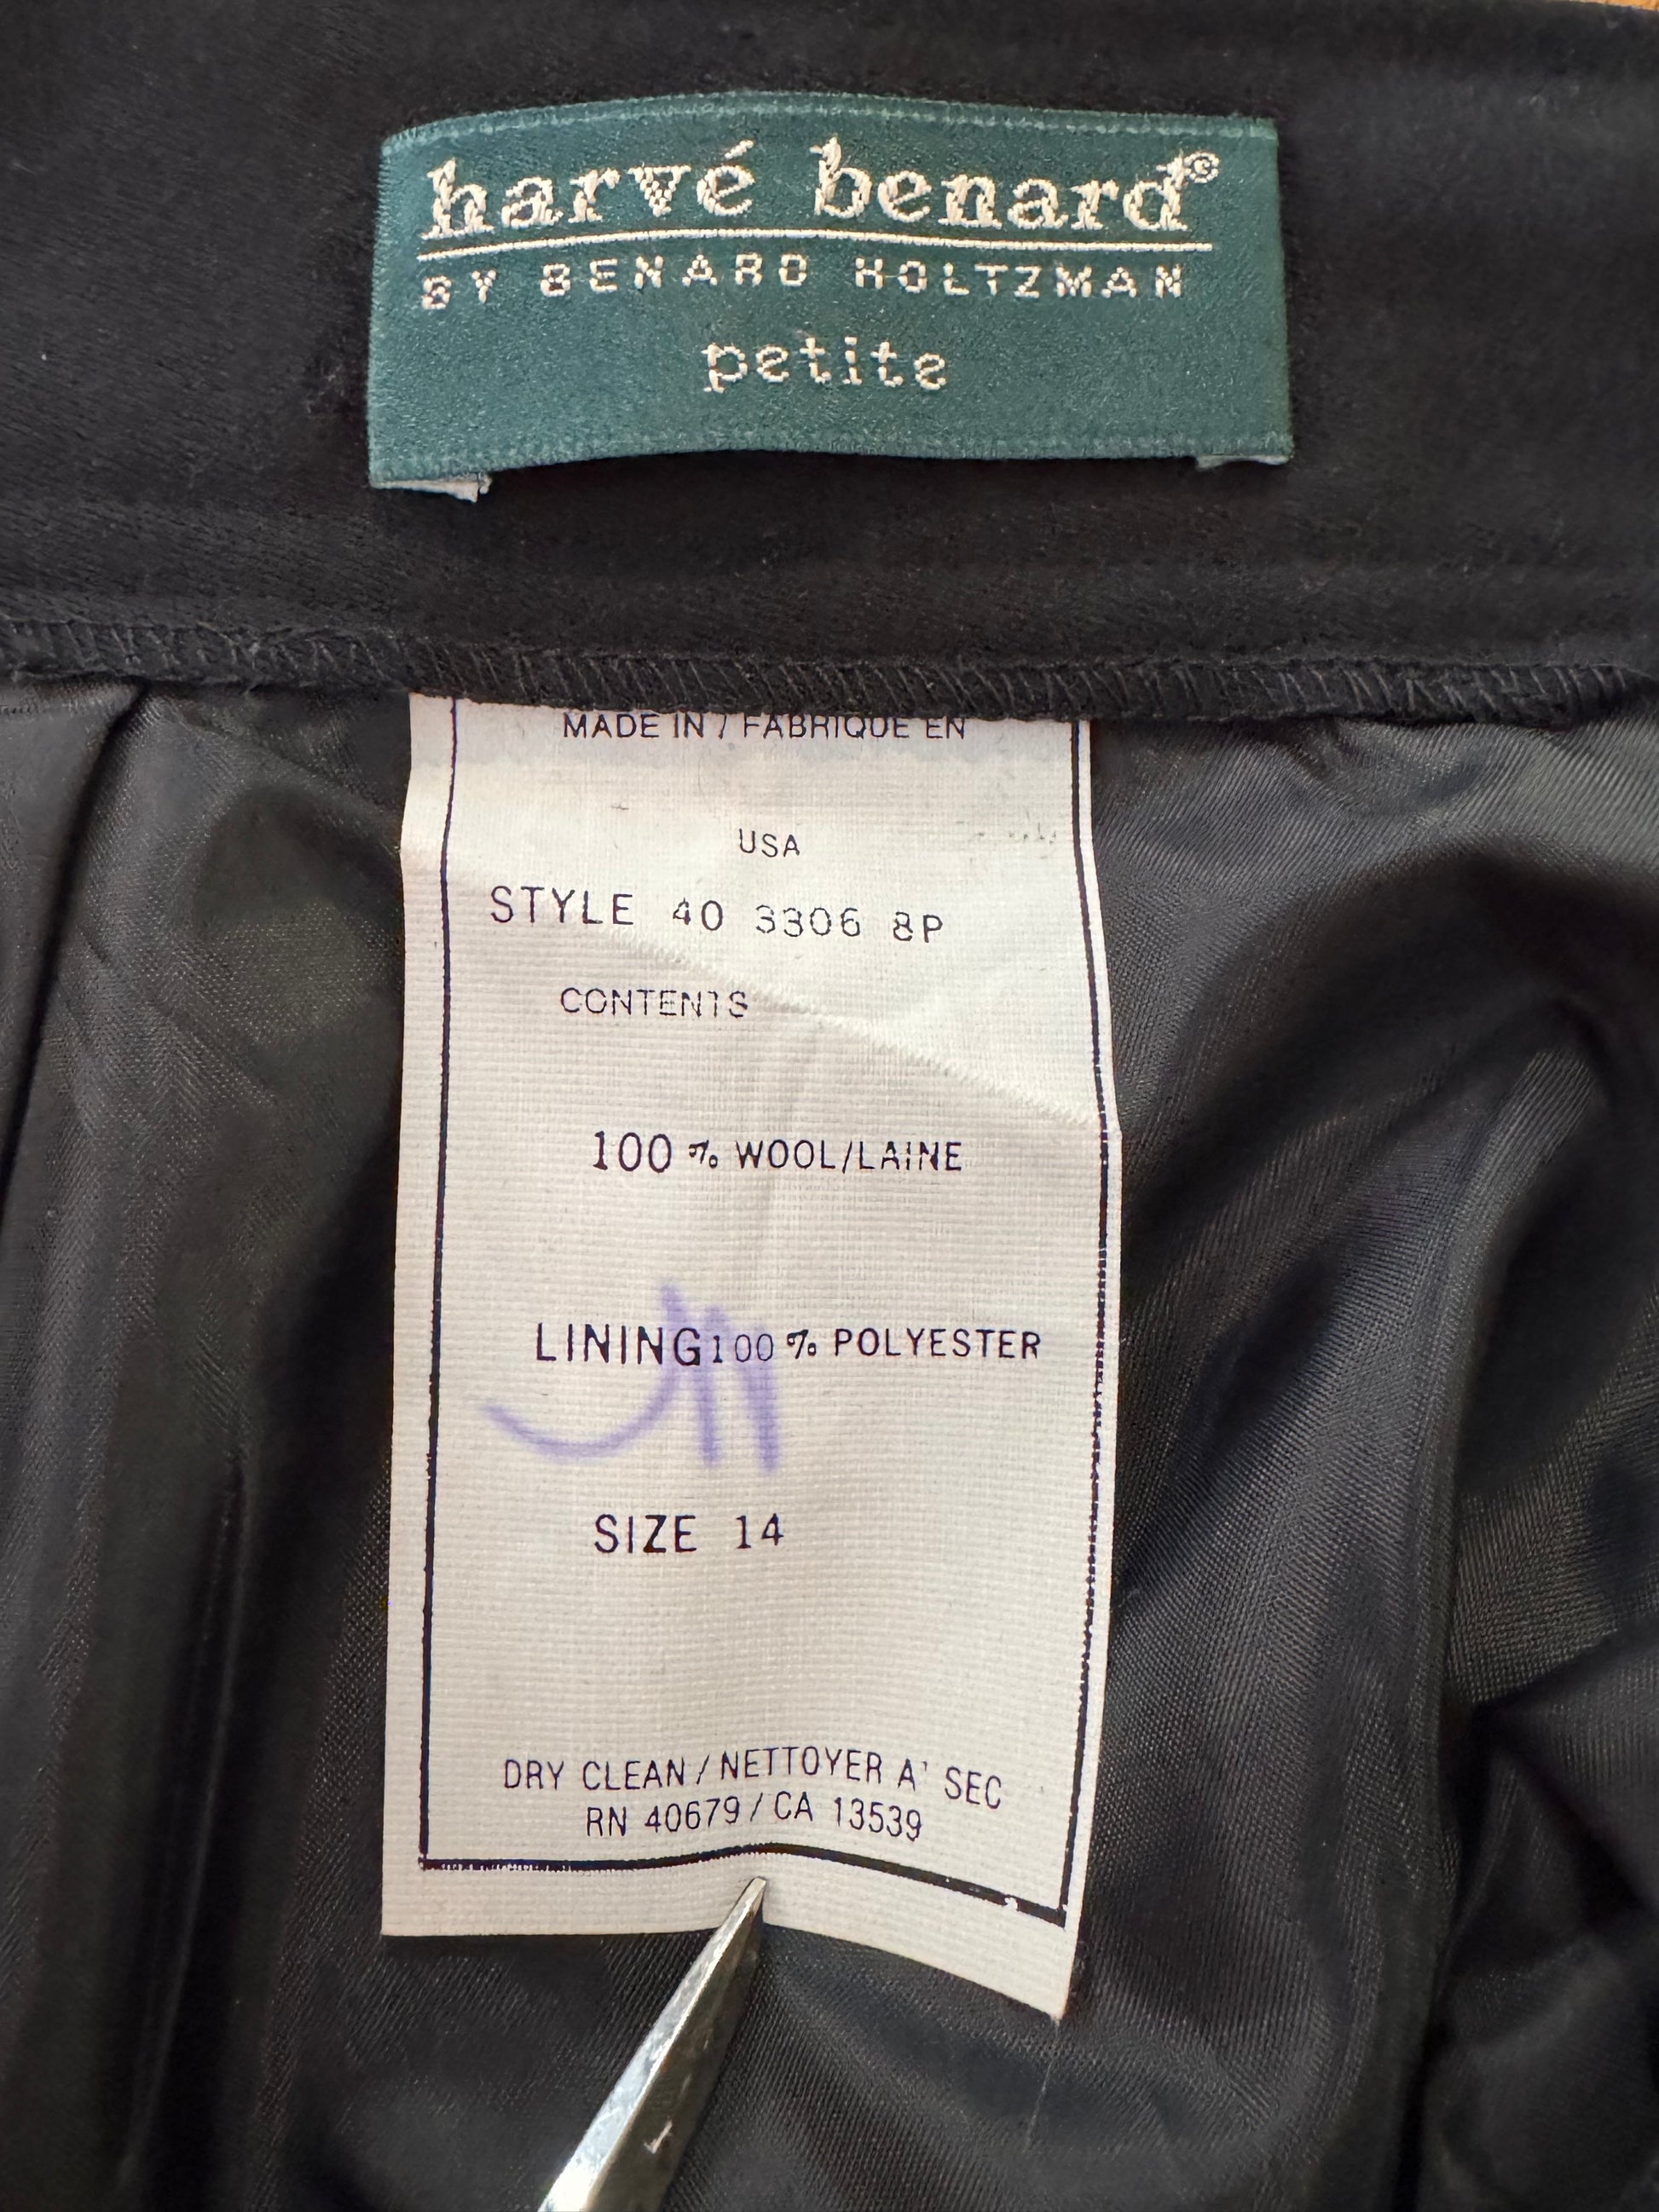 harvé benard©
BY BENARD HOLTZMAN
petite
MADE IN / FABRIQUE EN
USA
STYLE 40 3306 8P
CONTENTS
100 % WOOL/LAINE
LINING 100 % POLYESTER
SIZE 14
DRY CLEAN / NETTOYER A' SEC
RN 40679 / CA 13539